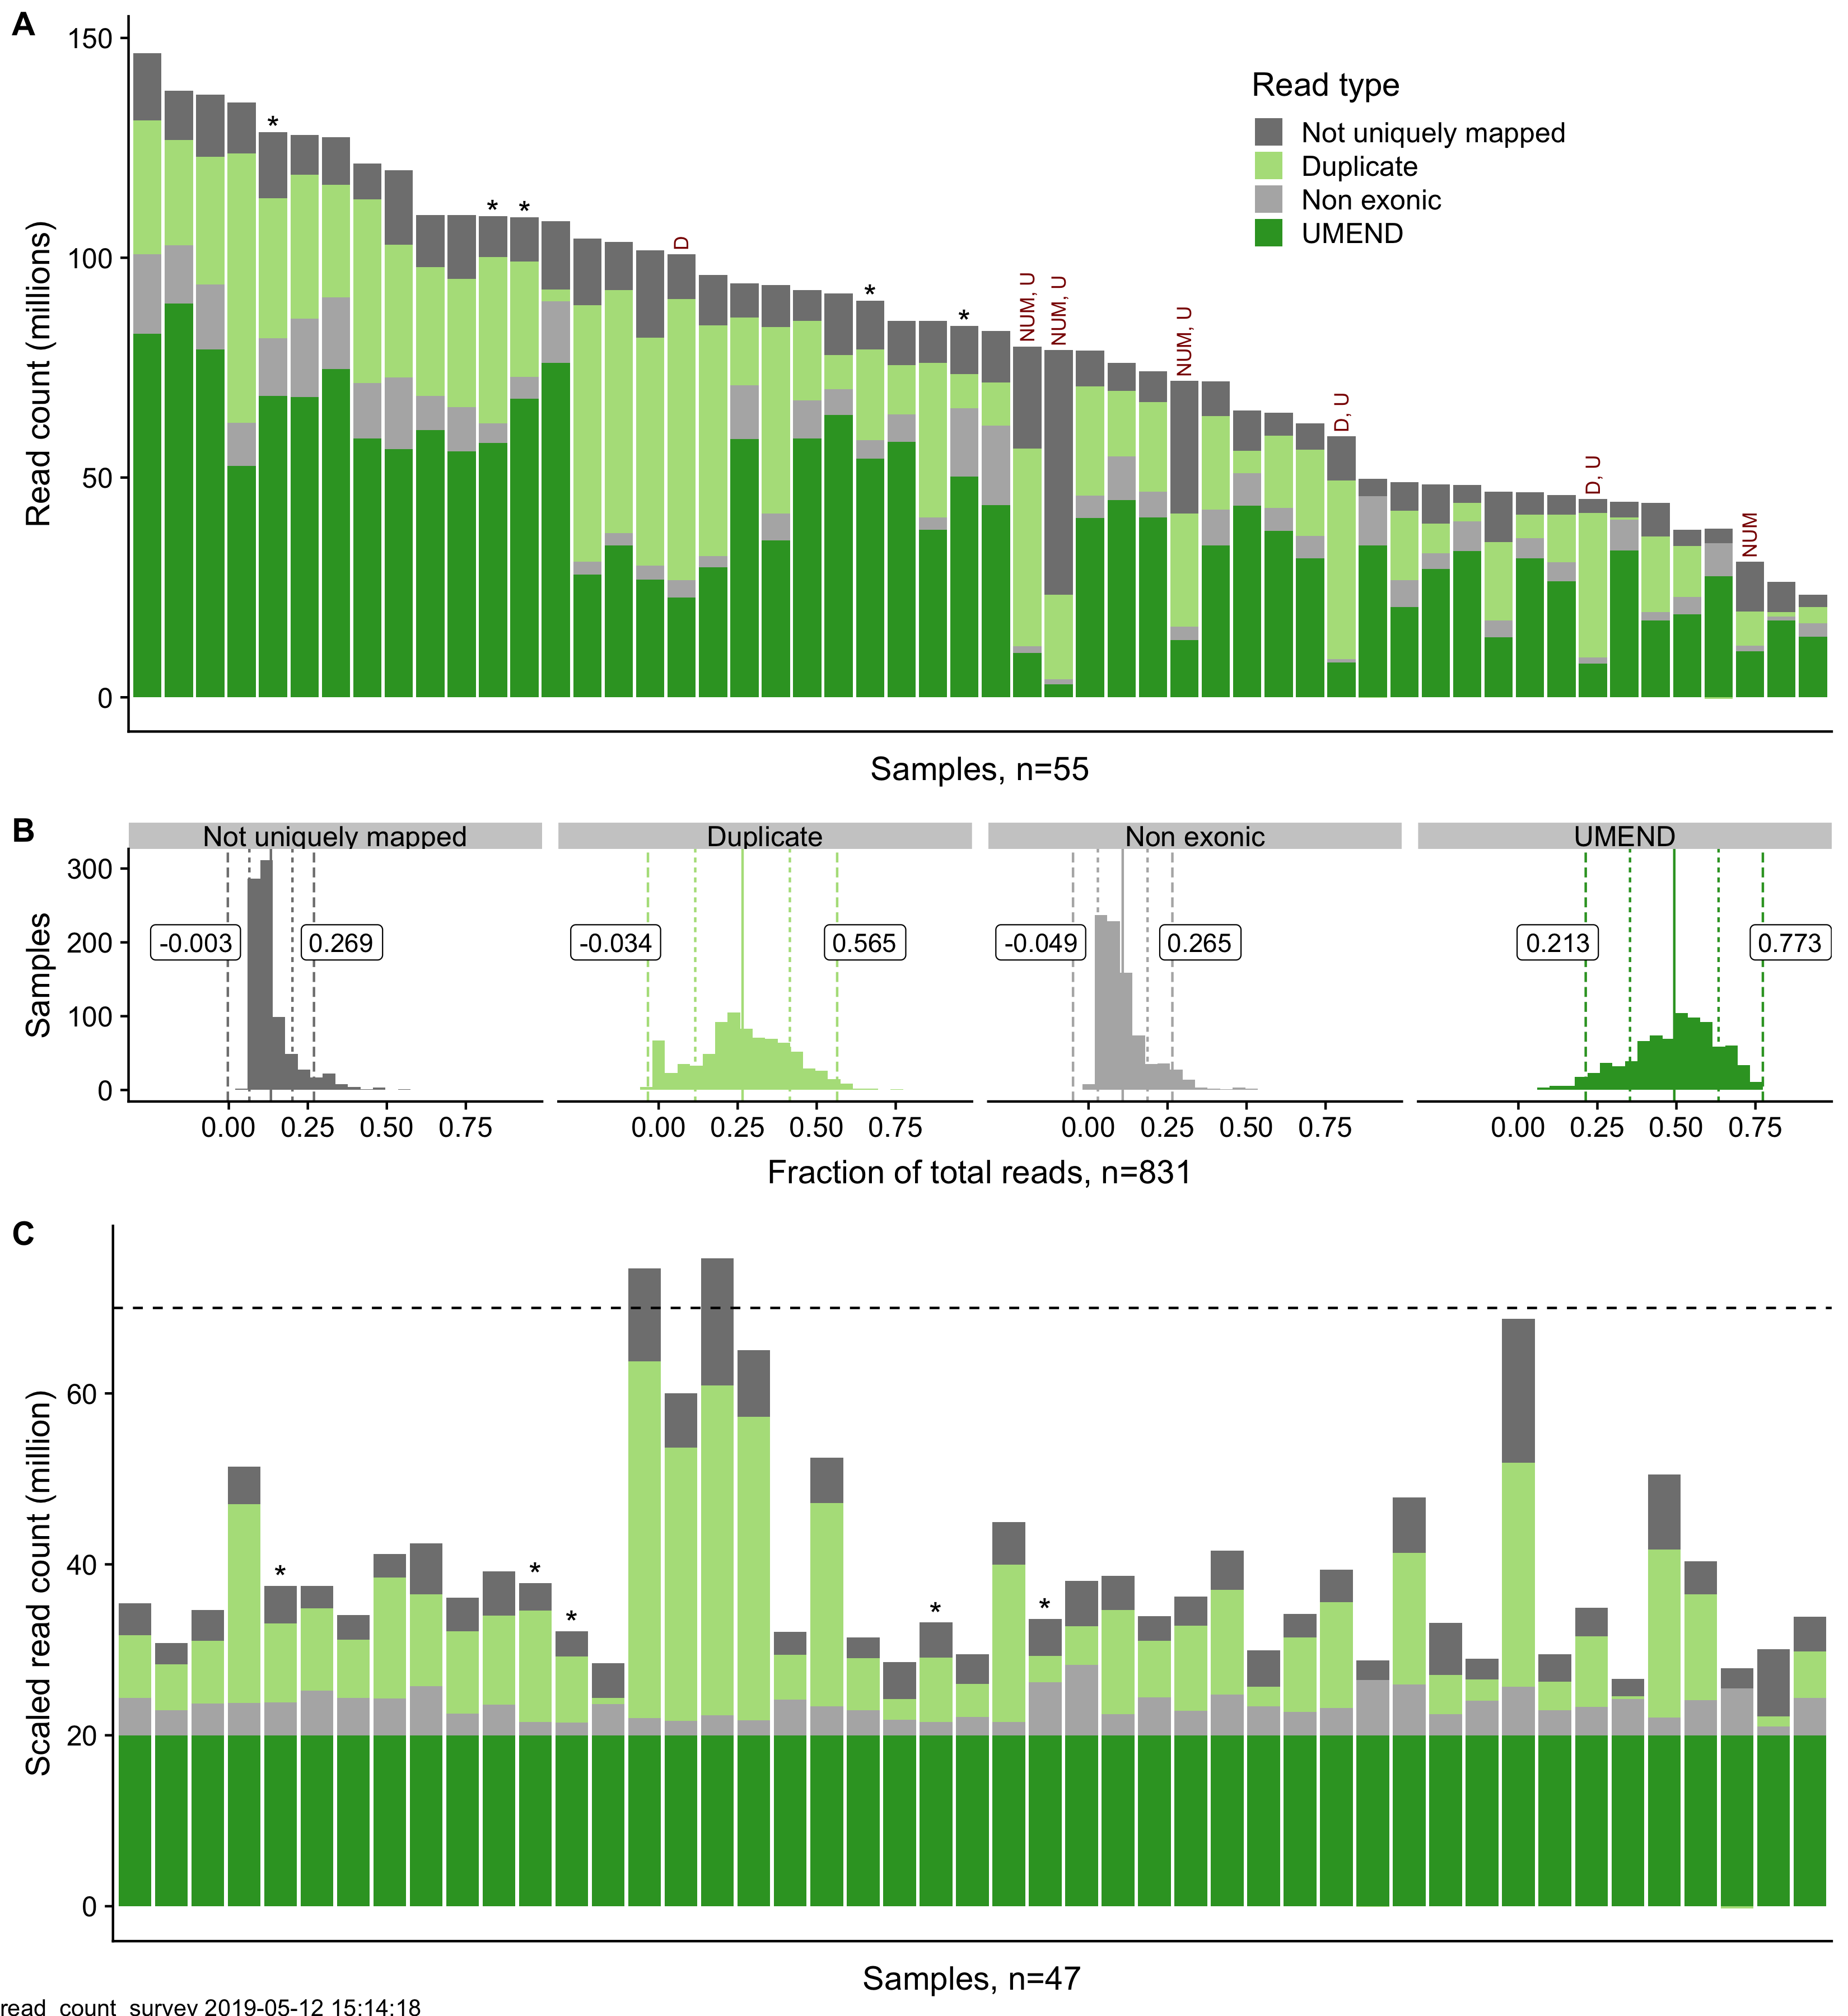 A
150
100
50
0
Read count (millions)
*
* *
D
*
*
NUM, U
NUM, U
NUM, U
D, U
D, U
NUM
Read type
Not uniquely mapped
Duplicate
Non exonic
UMEND
Samples, n=55
B
Not uniquely mapped
Duplicate
Non exonic
UMEND
300
200
100
0
Samples
-0.003
0.269
-0.034
0.565
-0.049
0.265
0.213
0.773
0.00 0.25 0.50 0.75
0.00 0.25 0.50 0.75
0.00 0.25 0.50 0.75
0.00 0.25 0.50 0.75
Fraction of total reads, n=831
C
60
40
20
0
Scaled read count (million)
*
*
*
*
*
Samples, n=47
read_count_survey 2019-05-12 15:14:18